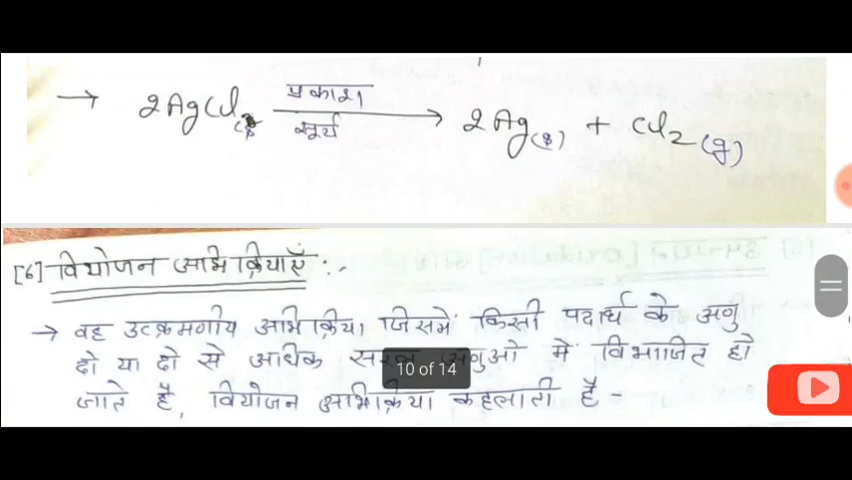 → 2AgCl(s) प्रकाश सूर्य → 2Ag(s) + Cl2(g)
[6] वियोजन अभिक्रियाएँ :-
→ वह उत्क्रमणीय अभिक्रिया जिसमें किसी पदार्थ के अणु
दो या दो से अधिक सरल अणुओ में विभाजित हो
जाते है, वियोजन अभिक्रिया कहलाती है -
10 of 14